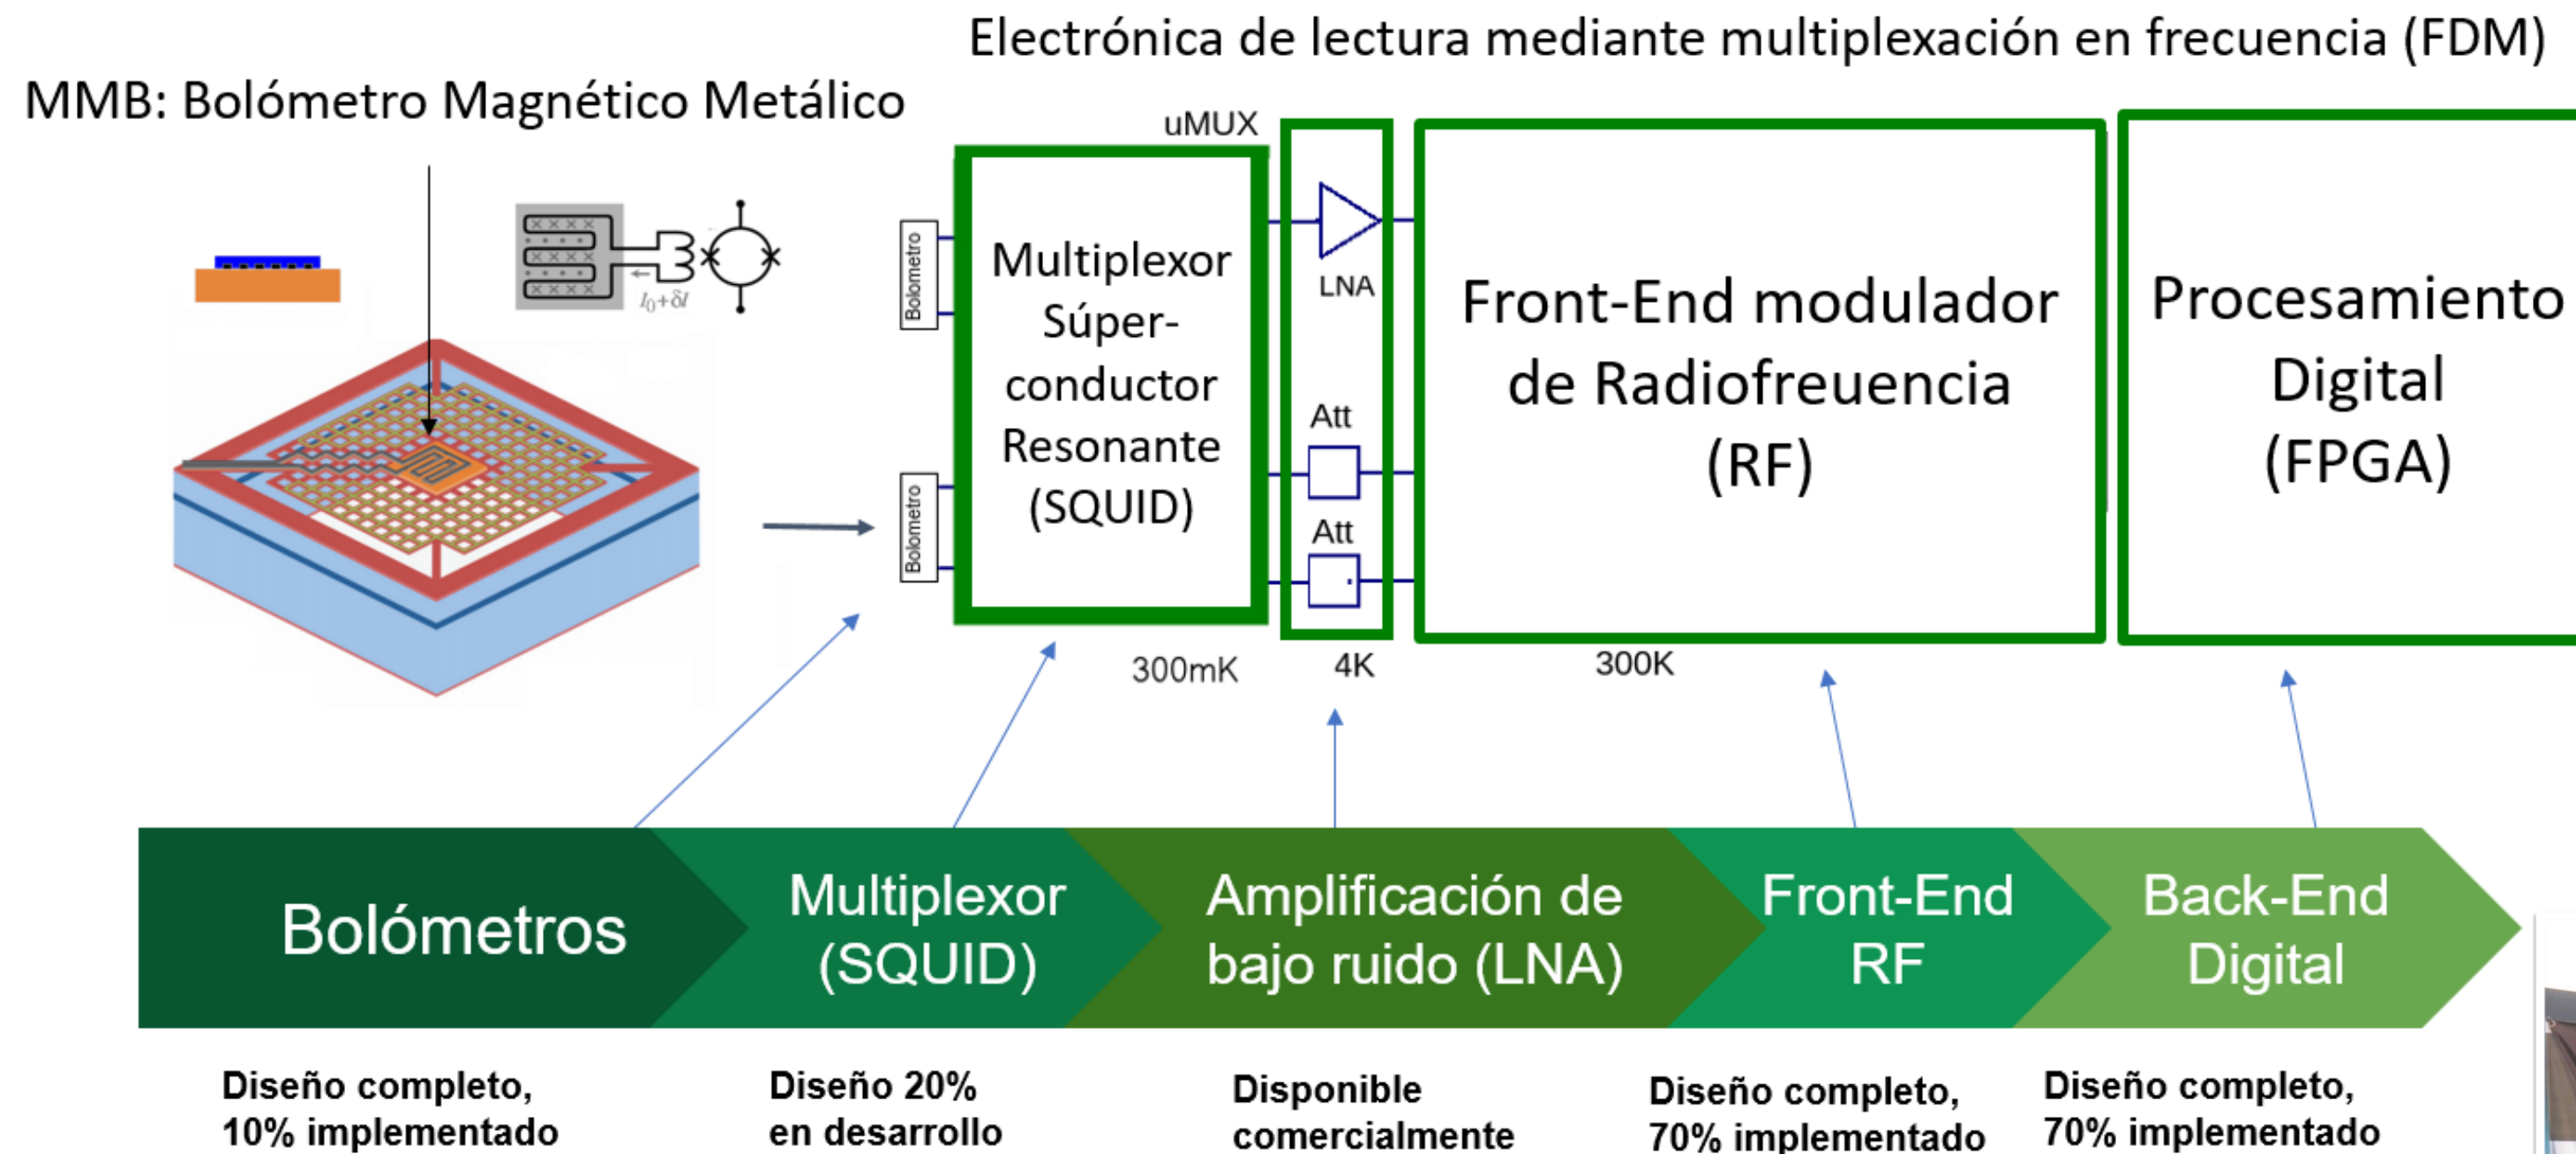 Electrónica de lectura mediante multiplexación en frecuencia (FDM)
MMB: Bolómetro Magnético Metálico
uMUX
I₀+δI
Bolometro
Bolometro
Multiplexor
Súper-
conductor
Resonante
(SQUID)
LNA
Att
Att
Front-End modulador
de Radiofreuencia
(RF)
Procesamiento
Digital
(FPGA)
300mK
4K
300K
Bolómetros
Multiplexor
(SQUID)
Amplificación de
bajo ruido (LNA)
Front-End
RF
Back-End
Digital
Diseño completo,
10% implementado
Diseño 20%
en desarrollo
Disponible
comercialmente
Diseño completo,
70% implementado
Diseño completo,
70% implementado